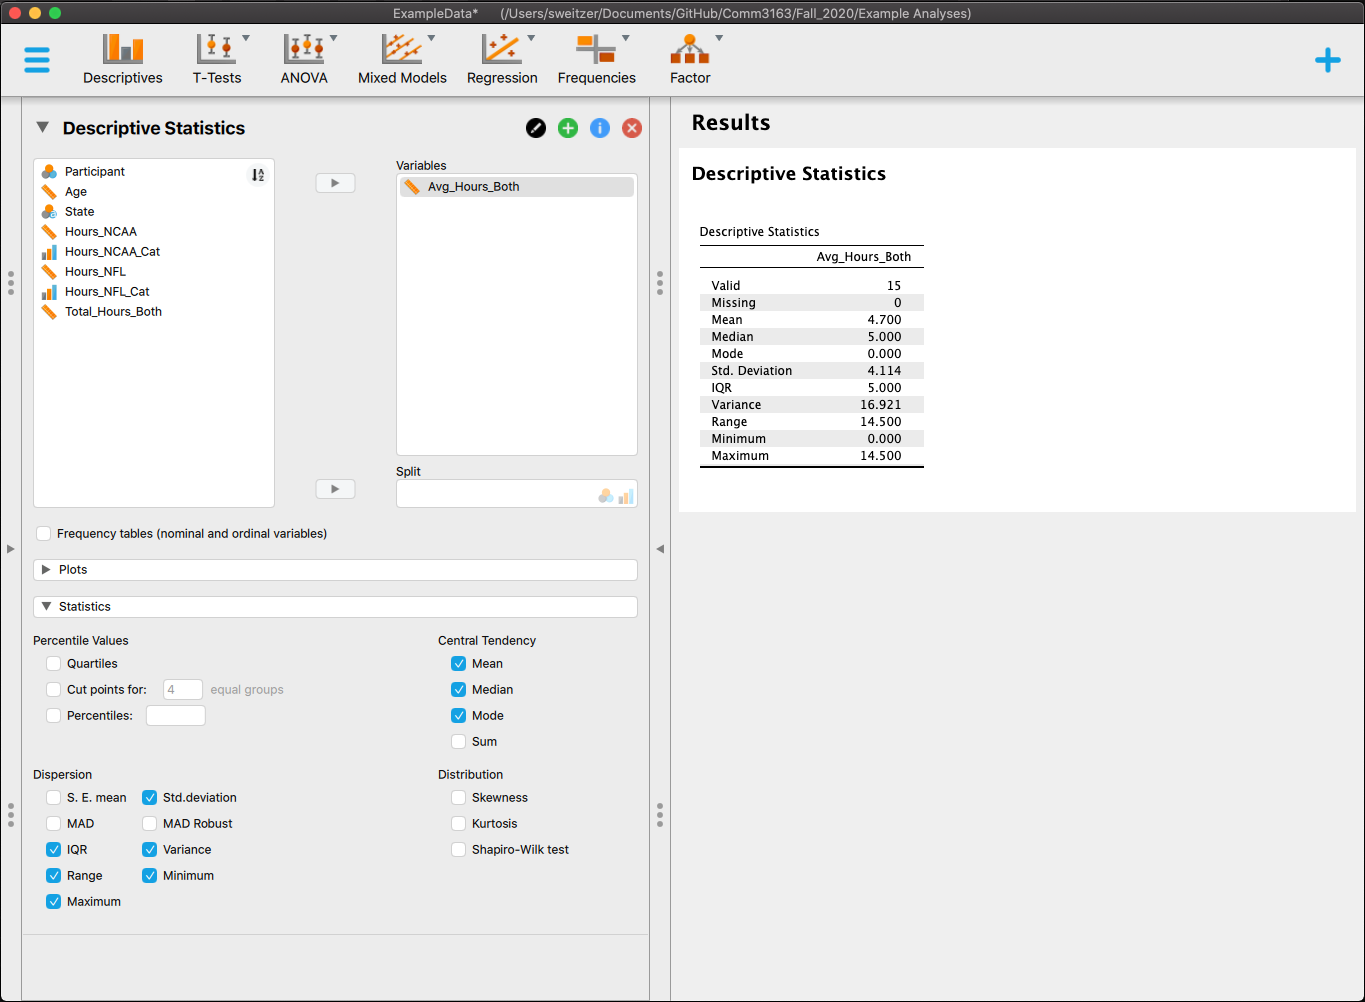 ExampleData* (/Users/sweitzer/Documents/GitHub/Comm3163/Fall_2020/Example Analyses)
Descriptives T-Tests ANOVA Mixed Models Regression Frequencies Factor
Descriptive Statistics
Participant
Age
State
Hours_NCAA
Hours_NCAA_Cat
Hours_NFL
Hours_NFL_Cat
Total_Hours_Both
Variables
Avg_Hours_Both
Split
Frequency tables (nominal and ordinal variables)
Plots
Statistics
Percentile Values
Quartiles
Cut points for: 4 equal groups
Percentiles:
Central Tendency
Mean
Median
Mode
Sum
Dispersion
S. E. mean Std.deviation
MAD MAD Robust
IQR Variance
Range Minimum
Maximum
Distribution
Skewness
Kurtosis
Shapiro-Wilk test
Results
Descriptive Statistics
Descriptive Statistics
Avg_Hours_Both
Valid 15
Missing 0
Mean 4.700
Median 5.000
Mode 0.000
Std. Deviation 4.114
IQR 5.000
Variance 16.921
Range 14.500
Minimum 0.000
Maximum 14.500